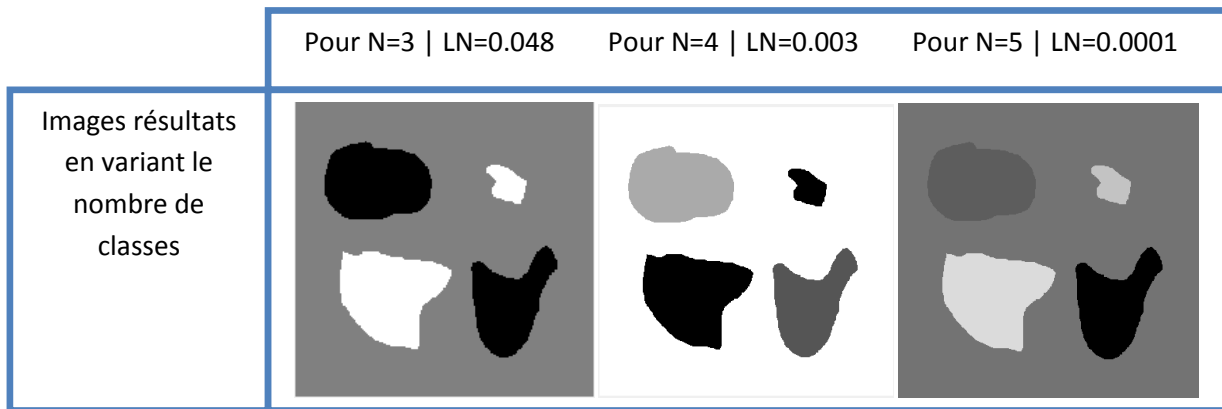 Pour N=3 | LN=0.048
Pour N=4 | LN=0.003
Pour N=5 | LN=0.0001
Images résultats
en variant le
nombre de
classes